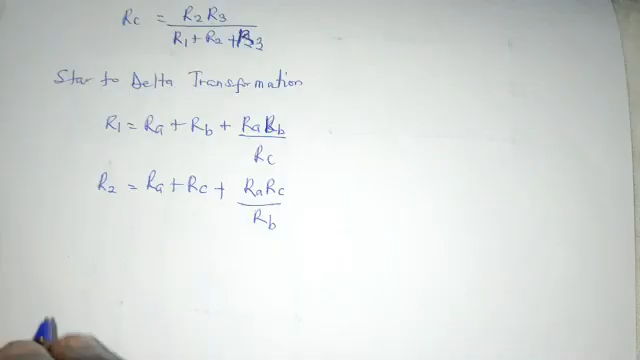 Rc = R2R3 / R1 + R2 + R3
Star to Delta Transformation
R1 = Ra + Rb + RaRb / Rc
R2 = Ra + Rc + RaRc / Rb